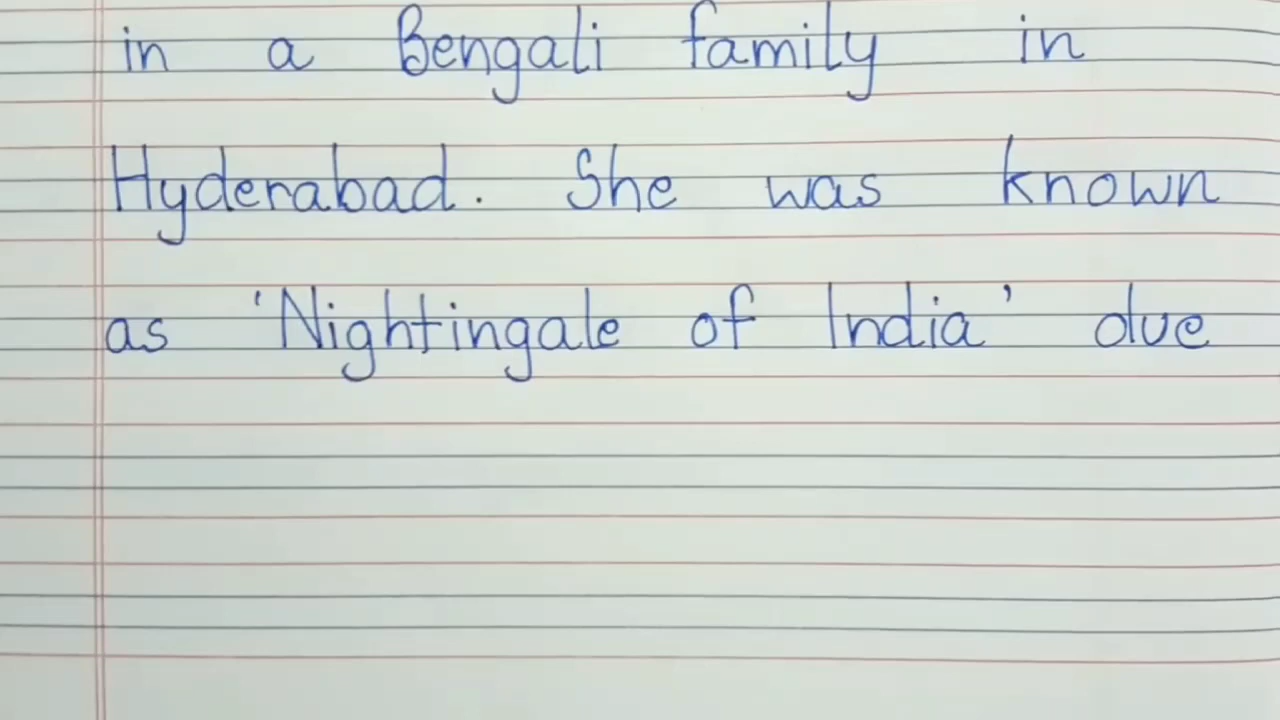 in a Bengali family in
Hyderabad. She was known
as 'Nightingale of India' due